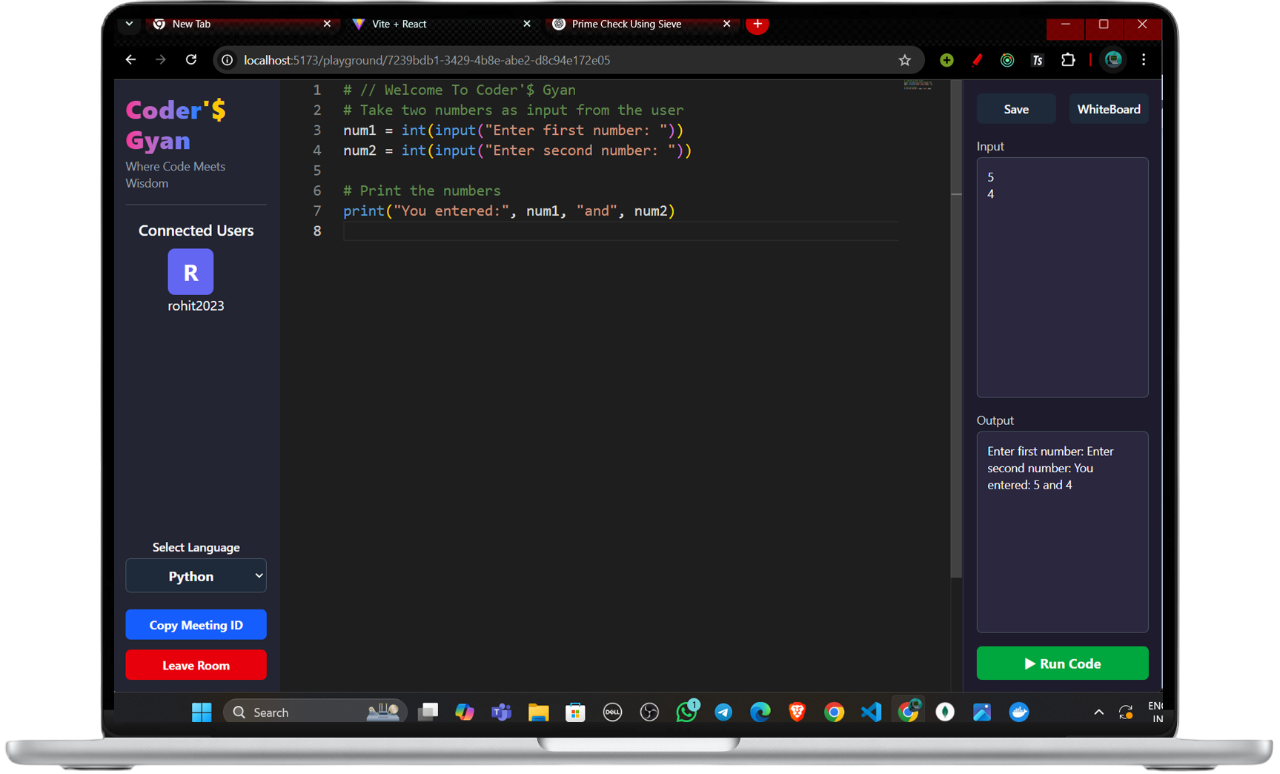 New Tab
Vite + React
Prime Check Using Sieve
localhost:5173/playground/7239bdb1-3429-4b8e-abe2-d8c94e172e05
Ts
Coder'$
Gyan
Where Code Meets
Wisdom
Connected Users
R
rohit2023
Select Language
Python
Copy Meeting ID
Leave Room
1 # // Welcome To Coder'$ Gyan
2 # Take two numbers as input from the user
3 num1 = int(input("Enter first number: "))
4 num2 = int(input("Enter second number: "))
5
6 # Print the numbers
7 print("You entered:", num1, "and", num2)
8
Save
WhiteBoard
Input
5
4
Output
Enter first number: Enter
second number: You
entered: 5 and 4
Run Code
Search
DELL
1
ENG
IN